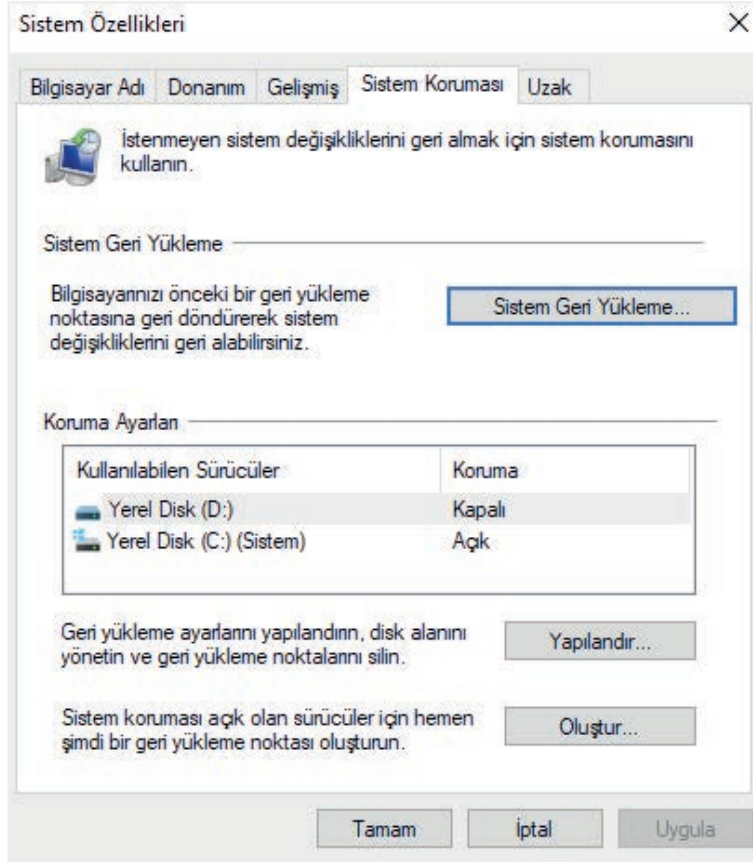 Sistem Özellikleri
Bilgisayar Adı Donanım Gelişmiş Sistem Koruması Uzak
İstenmeyen sistem değişikliklerini geri almak için sistem korumasını
kullanın.
Sistem Geri Yükleme
Bilgisayarınızı önceki bir geri yükleme
noktasına geri döndürerek sistem
değişikliklerini geri alabilirsiniz.
Sistem Geri Yükleme...
Koruma Ayarları
Kullanılabilen Sürücüler Koruma
Yerel Disk (D:) Kapalı
Yerel Disk (C:) (Sistem) Açık
Geri yükleme ayarlarını yapılandırın, disk alanını
yönetin ve geri yükleme noktalarını silin.
Yapılandır...
Sistem koruması açık olan sürücüler için hemen
şimdi bir geri yükleme noktası oluşturun.
Oluştur...
Tamam İptal Uygula